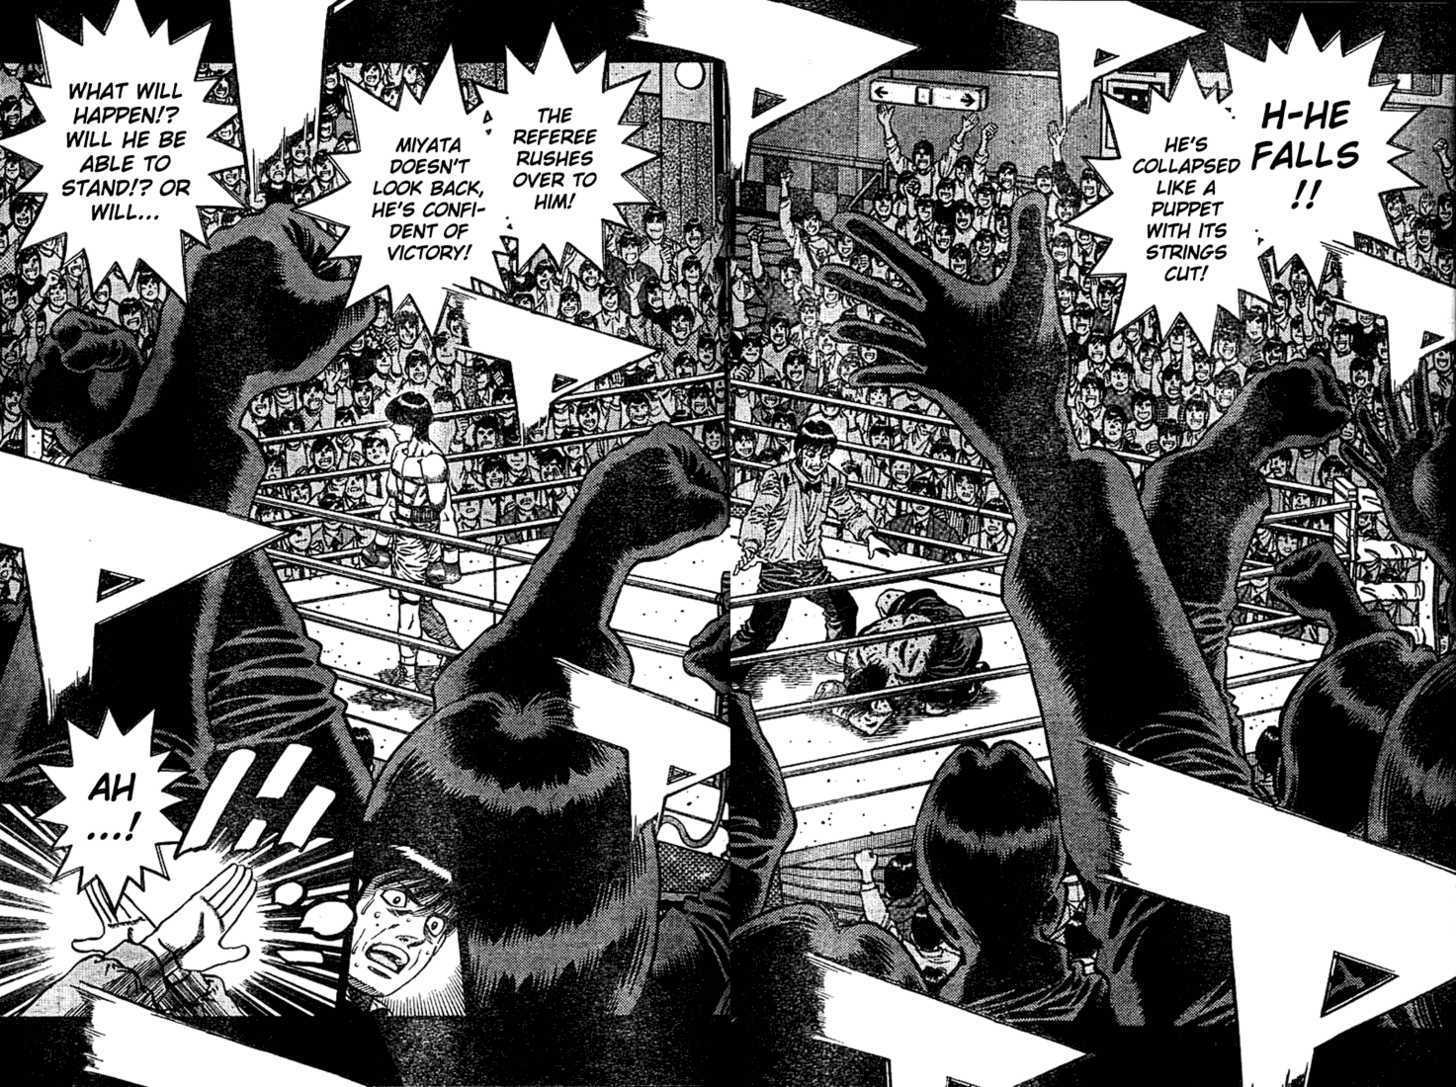 H-HE
FALLS
!!
HE'S
COLLAPSED
LIKE A
PUPPET
WITH ITS
STRINGS
CUT!
THE
REFEREE
RUSHES
OVER TO
HIM!
MIYATA
DOESN'T
LOOK BACK,
HE'S CONFI-
DENT OF
VICTORY!
WHAT WILL
HAPPEN!?
WILL HE BE
ABLE TO
STAND!? OR
WILL...
AH
...!